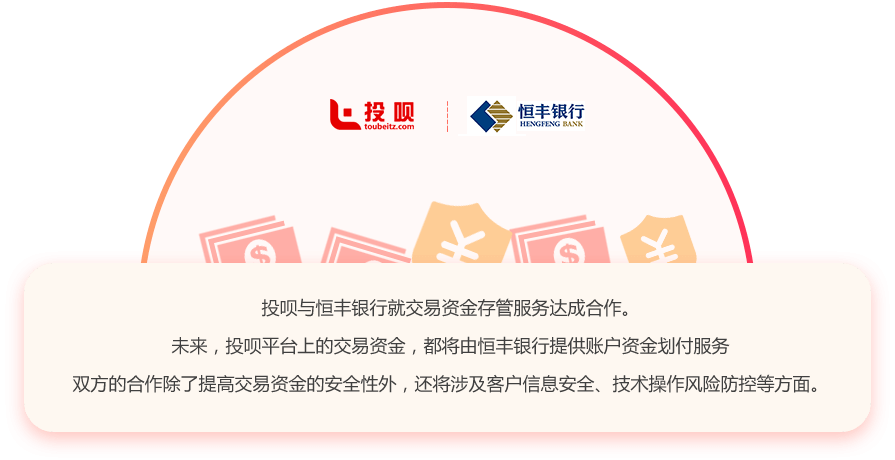 投呗 恒丰银行
toubeitz.com HENGFENG BANK
投呗与恒丰银行就交易资金存管服务达成合作。
未来，投呗平台上的交易资金，都将由恒丰银行提供账户资金划付服务
双方的合作除了提高交易资金的安全性外，还将涉及客户信息安全、技术操作风险防控等方面。